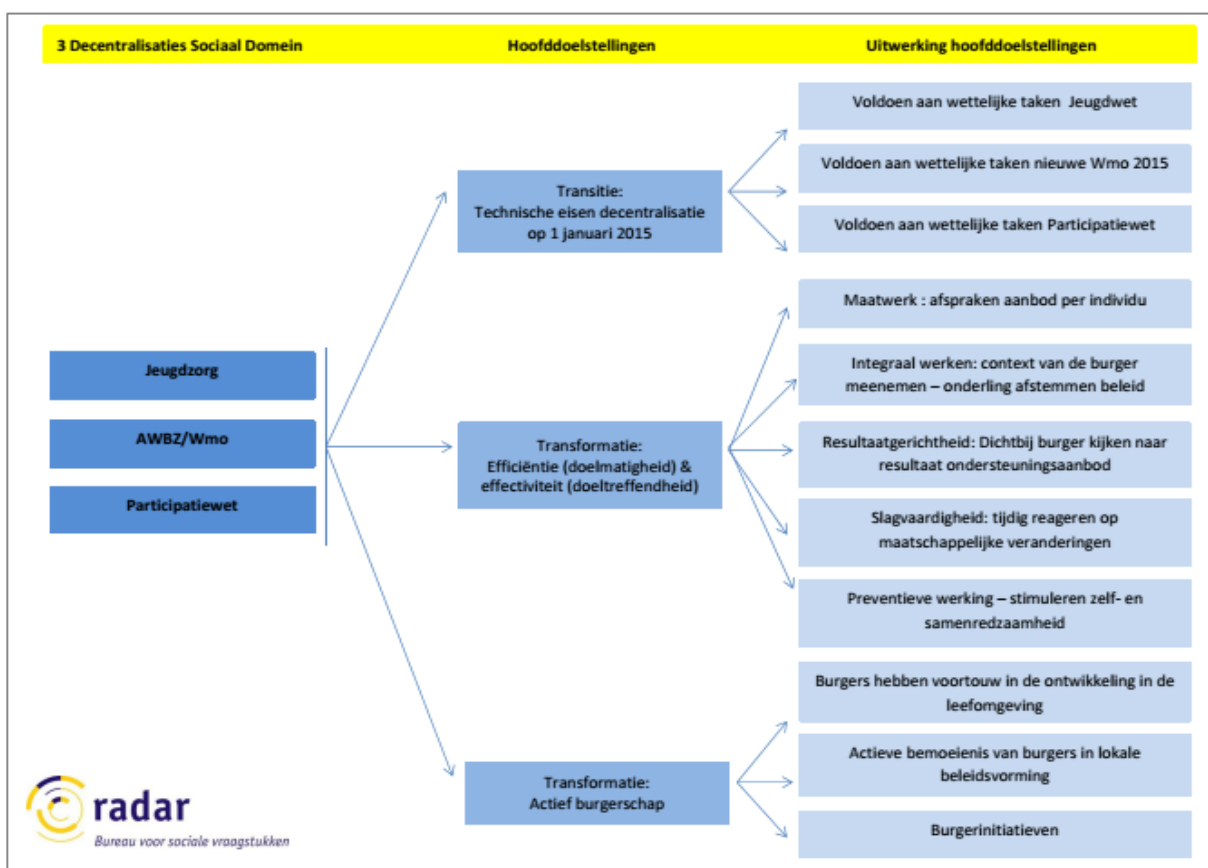 3 Decentralisaties Sociaal Domein
Hoofddoelstellingen
Uitwerking hoofddoelstellingen
Jeugdzorg
AWBZ/Wmo
Participatiewet
Transitie:
Technische eisen decentralisatie
op 1 januari 2015
Transformatie:
Efficiëntie (doelmatigheid) &
effectiviteit (doeltreffendheid)
Transformatie:
Actief burgerschap
Voldoen aan wettelijke taken Jeugdwet
Voldoen aan wettelijke taken nieuwe Wmo 2015
Voldoen aan wettelijke taken Participatiewet
Maatwerk : afspraken aanbod per individu
Integraal werken: context van de burger
meenemen – onderling afstemmen beleid
Resultaatgerichtheid: Dichtbij burger kijken naar
resultaat ondersteuningsaanbod
Slagvaardigheid: tijdig reageren op
maatschappelijke veranderingen
Preventieve werking – stimuleren zelf- en
samenredzaamheid
Burgers hebben voortouw in de ontwikkeling in de
leefomgeving
Actieve bemoeienis van burgers in lokale
beleidsvorming
Burgerinitiatieven
radar
Bureau voor sociale vraagstukken